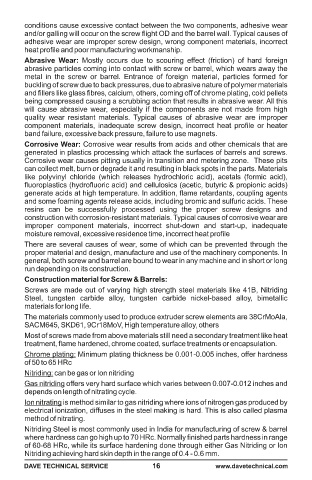 conditions cause excessive contact between the two components, adhesive wear
and/or galling will occur on the screw flight OD and the barrel wall. Typical causes of
adhesive wear are improper screw design, wrong component materials, incorrect
heat profile and poor manufacturing workmanship.
Abrasive Wear: Mostly occurs due to scouring effect (friction) of hard foreign
abrasive particles coming into contact with screw or barrel, which wears away the
metal in the screw or barrel. Entrance of foreign material, particles formed for
buckling of screw due to back pressures, due to abrasive nature of polymer materials
and fillers like glass fibres, calcium, others, coming off of chrome plating, cold pellets
being compressed causing a scrubbing action that results in abrasive wear. All this
will cause abrasive wear, especially if the components are not made from high
quality wear resistant materials. Typical causes of abrasive wear are improper
component materials, inadequate screw design, incorrect heat profile or heater
band failure, excessive back pressure, failure to use magnets.
Corrosive Wear: Corrosive wear results from acids and other chemicals that are
generated in plastics processing which attack the surfaces of barrels and screws.
Corrosive wear causes pitting usually in transition and metering zone. These pits
can collect melt, burn or degrade it and resulting in black spots in the parts. Materials
like polyvinyl chloride (which releases hydrochloric acid), acetals (formic acid),
fluoroplastics (hydrofluoric acid) and cellulosics (acetic, butyric & propionic acids)
generate acids at high temperature. In addition, flame retardants, coupling agents
and some foaming agents release acids, including bromic and sulfuric acids. These
resins can be successfully processed using the proper screw designs and
construction with corrosion-resistant materials. Typical causes of corrosive wear are
improper component materials, incorrect shut-down and start-up, inadequate
moisture removal, excessive residence time, incorrect heat profile
There are several causes of wear, some of which can be prevented through the
proper material and design, manufacture and use of the machinery components. In
general, both screw and barrel are bound to wear in any machine and in short or long
run depending on its construction.
Construction material for Screw & Barrels:
Screws are made out of varying high strength steel materials like 41B, Nitriding
Steel, tungsten carbide alloy, tungsten carbide nickel-based alloy, bimetallic
materials for long life.
The materials commonly used to produce extruder screw elements are 38CrMoAla,
SACM645, SKD61, 9Cr18MoV, High temperature alloy, others
Most of screws made from above materials still need a secondary treatment like heat
treatment, flame hardened, chrome coated, surface treatments or encapsulation.
Chrome plating: Minimum plating thickness be 0.001-0.005 inches, offer hardness
of 50 to 65 HRc
Nitriding: can be gas or Ion nitriding
Gas nitriding offers very hard surface which varies between 0.007-0.012 inches and
depends on length of nitrating cycle.
Ion nitrating is method similar to gas nitriding where ions of nitrogen gas produced by
electrical ionization, diffuses in the steel making is hard. This is also called plasma
method of nitrating.
Nitriding Steel is most commonly used in India for manufacturing of screw & barrel
where hardness can go high up to 70 HRc. Normally finished parts hardness in range
of 60-68 HRc, while its surface hardening done through either Gas Nitriding or Ion
Nitriding achieving hard skin depth in the range of 0.4 - 0.6 mm.
DAVE TECHNICAL SERVICE 16 www.davetechnical.com